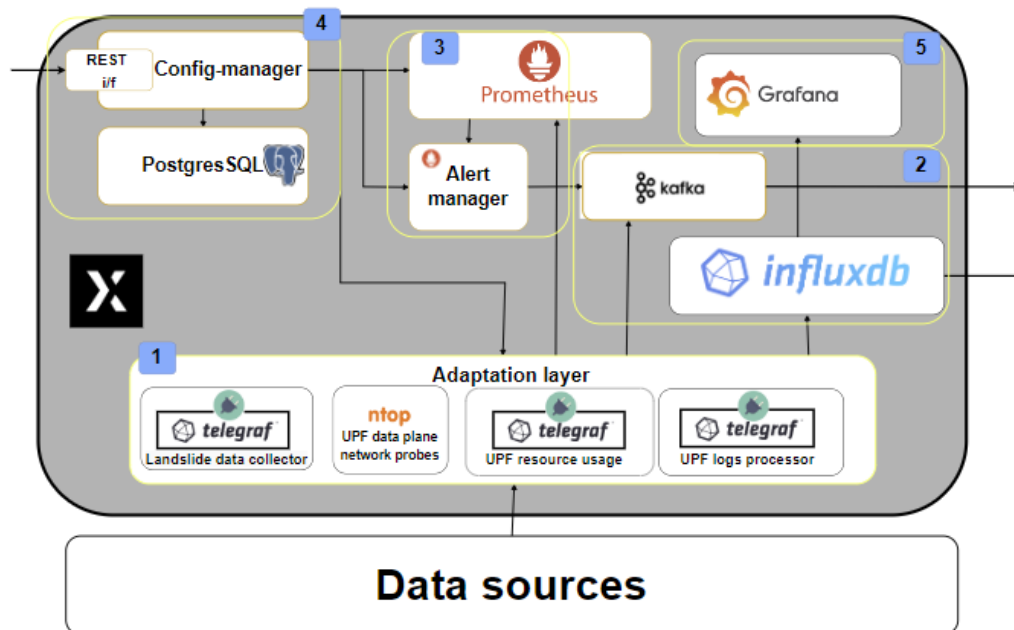 4
REST
i/f
Config-manager
PostgresSQL
3
Prometheus
Alert
manager
5
Grafana
2
kafka
influxdb
X
1
Adaptation layer
telegraf
Landslide data collector
ntop
UPF data plane
network probes
telegraf
UPF resource usage
telegraf
UPF logs processor
Data sources